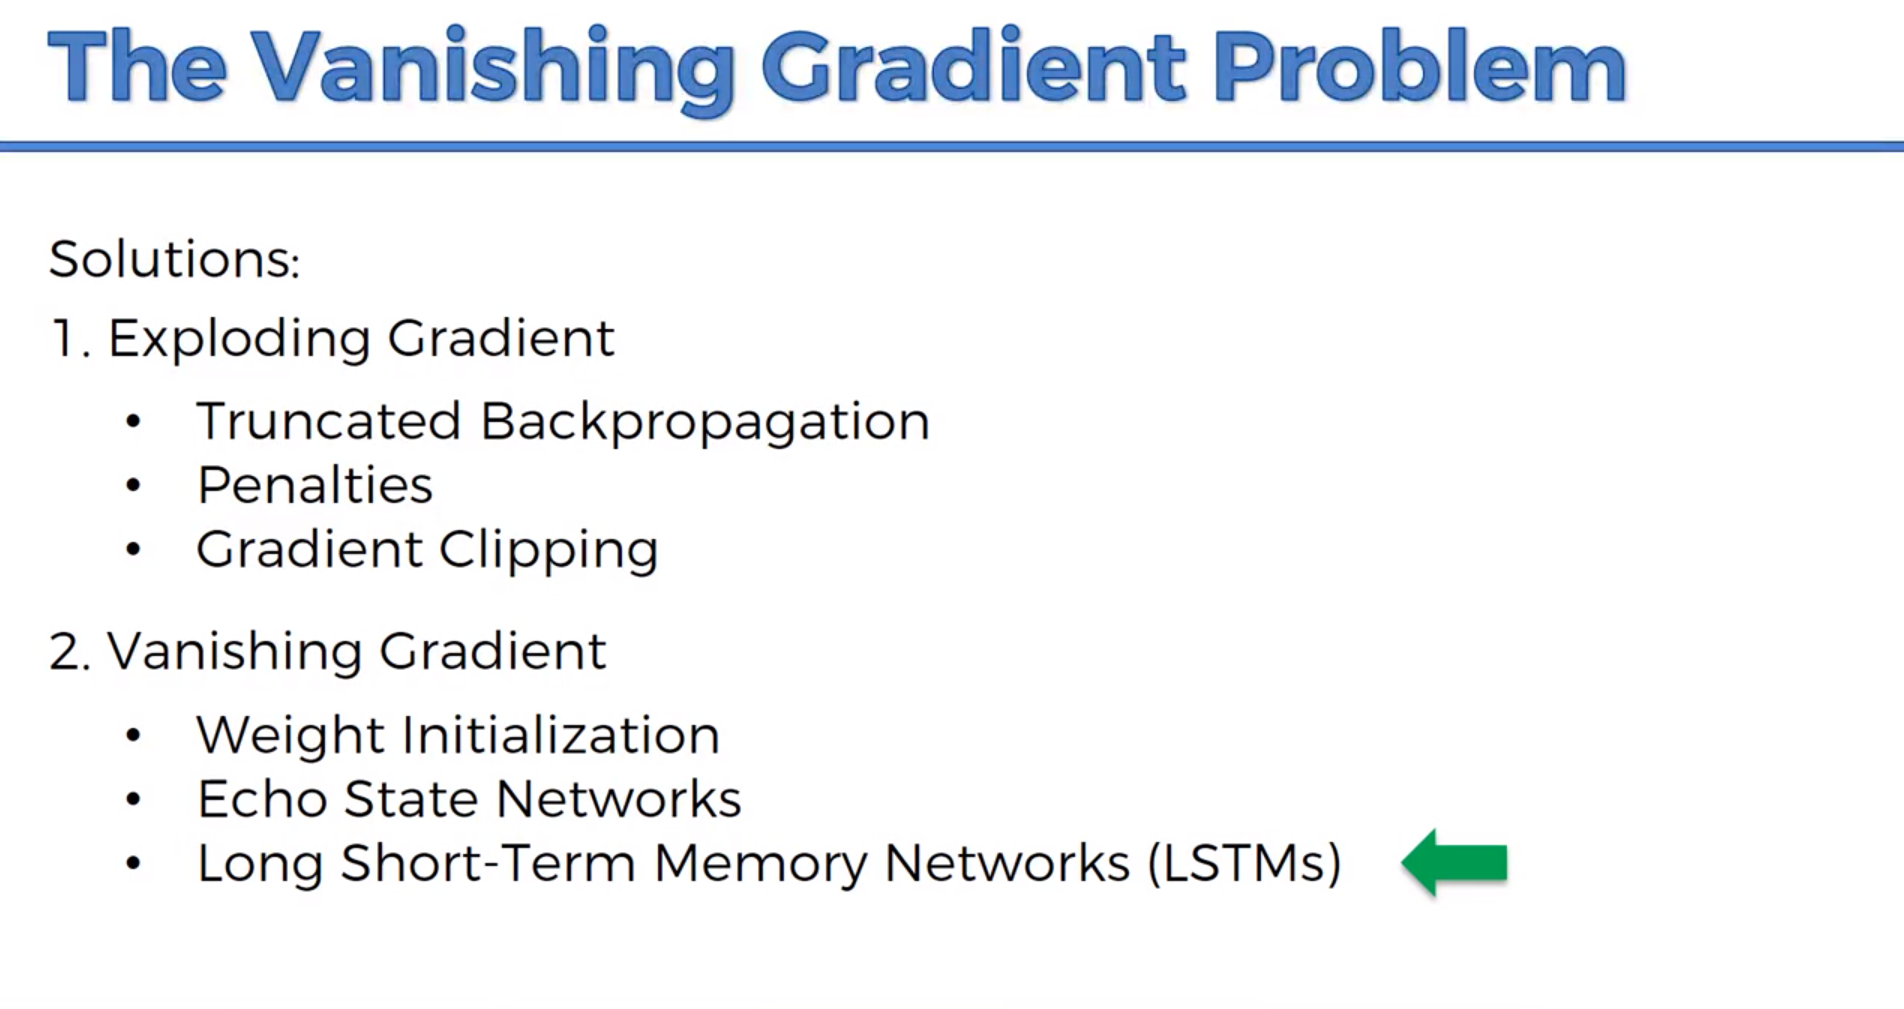 The Vanishing Gradient Problem
Solutions:
1. Exploding Gradient
• Truncated Backpropagation
• Penalties
• Gradient Clipping
2. Vanishing Gradient
• Weight Initialization
• Echo State Networks
• Long Short-Term Memory Networks (LSTMs)